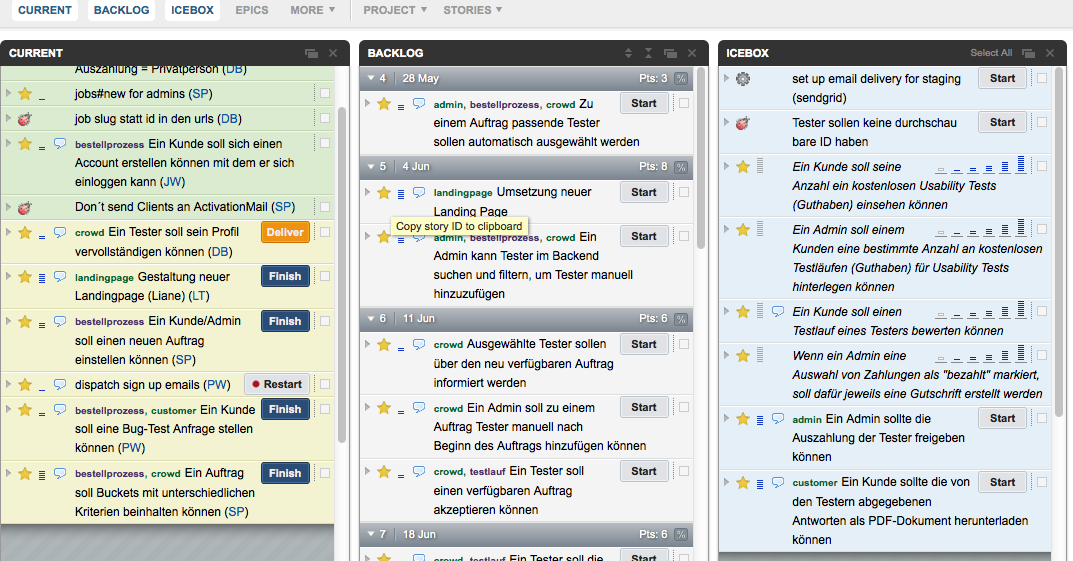 CURRENT BACKLOG ICEBOX EPICS MORE PROJECT STORIES
CURRENT
Auszahlung = Privatperson (DB)
jobs#new for admins (SP)
job slug statt id in den urls (DB)
bestellprozess Ein Kunde soll sich einen
Account erstellen können mit dem er sich
einloggen kann (JW)
Don´t send Clients an ActivationMail (SP)
crowd Ein Tester soll sein Profil
vervollständigen können (DB)
Deliver
landingpage Gestaltung neuer
Landingpage (Liane) (LT)
Finish
bestellprozess Ein Kunde/Admin
soll einen neuen Auftrag
einstellen können (SP)
Finish
dispatch sign up emails (PW)
Restart
bestellprozess, customer Ein Kunde
soll eine Bug-Test Anfrage stellen
können (PW)
Finish
bestellprozess, crowd Ein Auftrag
soll Buckets mit unterschiedlichen
Kriterien beinhalten können (SP)
Finish
BACKLOG
4 28 May Pts: 3 %
admin, bestellprozess, crowd Zu
einem Auftrag passende Tester
sollen automatisch ausgewählt werden
Start
5 4 Jun Pts: 8 %
landingpage Umsetzung neuer
Landing Page
Start
Copy story ID to clipboard
admin, bestellprozess, crowd Ein
Admin kann Tester im Backend
suchen und filtern, um Tester manuell
hinzuzufügen
Start
6 11 Jun Pts: 6 %
crowd Ausgewählte Tester sollen
über den neu verfügbaren Auftrag
informiert werden
Start
crowd Ein Admin soll zu einem
Auftrag Tester manuell nach
Beginn des Auftrags hinzufügen können
Start
crowd, testlauf Ein Tester soll
einen verfügbaren Auftrag
akzeptieren können
Start
7 18 Jun Pts: 6 %
crowd, testlauf Ein Tester soll die
Start
ICEBOX Select All
set up email delivery for staging
(sendgrid)
Start
Tester sollen keine durchschau
bare ID haben
Start
Ein Kunde soll seine
Anzahl ein kostenlosen Usability Tests
(Guthaben) einsehen können
Ein Admin soll einem
Kunden eine bestimmte Anzahl an kostenlosen
Testläufen (Guthaben) für Usability Tests
hinterlegen können
Ein Kunde soll einen
Testlauf eines Testers bewerten können
Wenn ein Admin eine
Auswahl von Zahlungen als "bezahlt" markiert,
soll dafür jeweils eine Gutschrift erstellt werden
admin Ein Admin sollte die
Auszahlung der Tester freigeben
können
Start
customer Ein Kunde sollte die von
den Testern abgegebenen
Antworten als PDF-Dokument herunterladen
können
Start